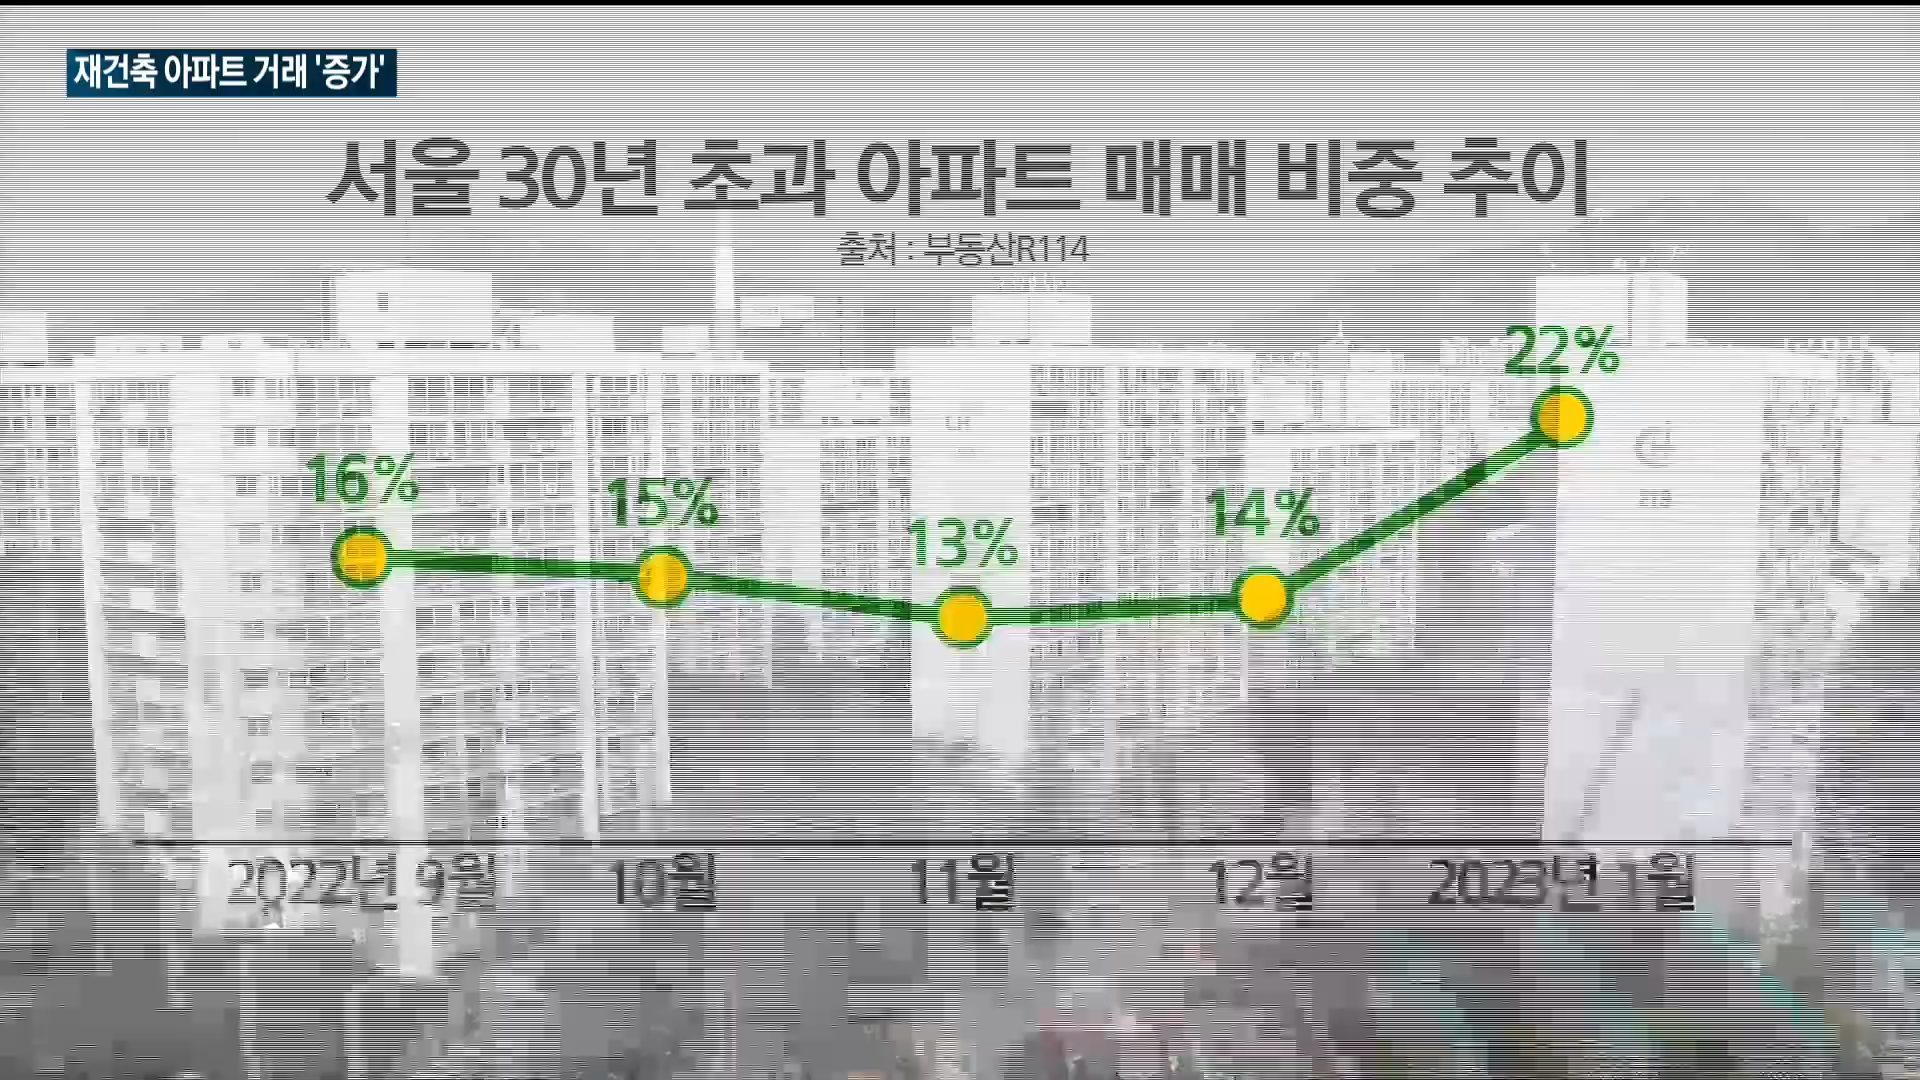 재건축 아파트 거래 '증가'
서울 30년 초과 아파트 매매 비중 추이
출처 : 부동산R114
16%
15%
13%
14%
22%
2022년 9월
10월
11월
12월
2023년 1월